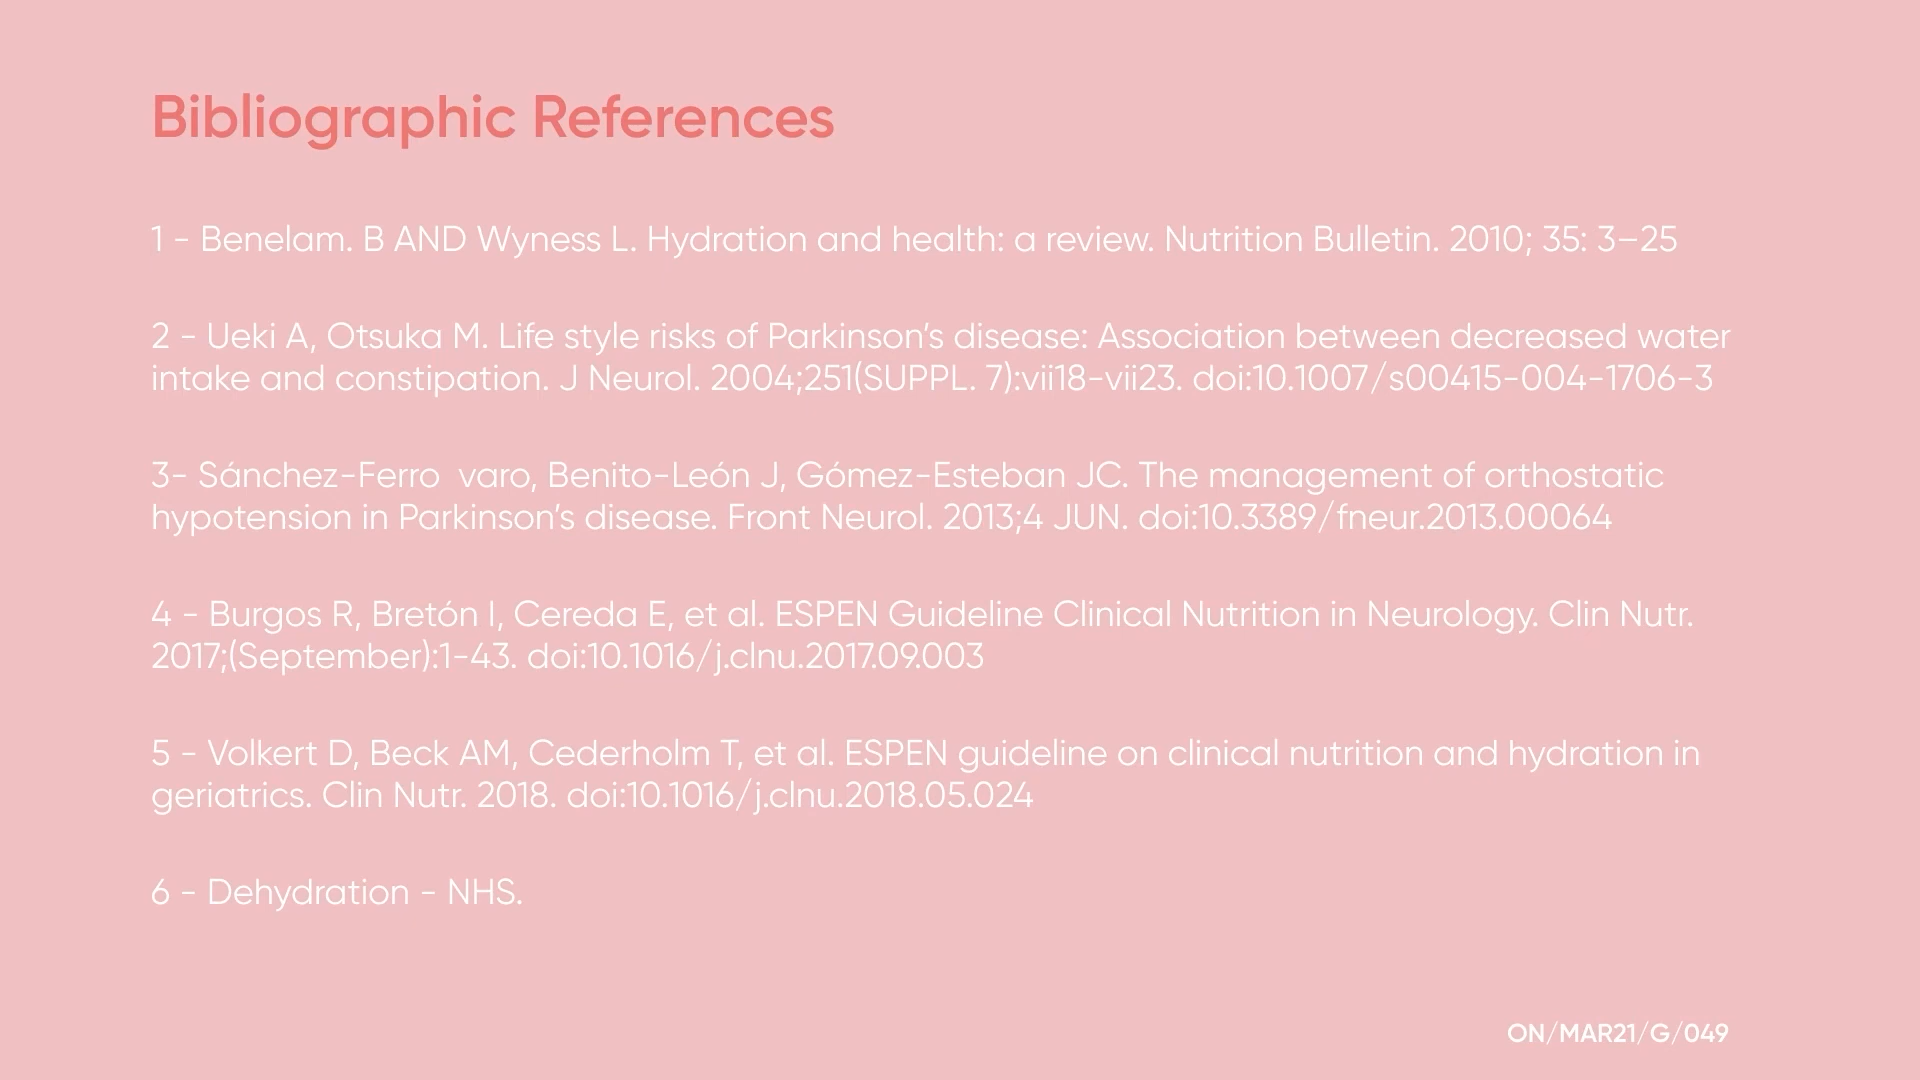 Bibliographic References
1 - Benelam. B AND Wyness L. Hydration and health: a review. Nutrition Bulletin. 2010; 35: 3–25
2 - Ueki A, Otsuka M. Life style risks of Parkinson’s disease: Association between decreased water
intake and constipation. J Neurol. 2004;251(SUPPL. 7):vii18-vii23. doi:10.1007/s00415-004-1706-3
3- Sánchez-Ferro  varo, Benito-León J, Gómez-Esteban JC. The management of orthostatic
hypotension in Parkinson’s disease. Front Neurol. 2013;4 JUN. doi:10.3389/fneur.2013.00064
4 - Burgos R, Bretón I, Cereda E, et al. ESPEN Guideline Clinical Nutrition in Neurology. Clin Nutr.
2017;(September):1-43. doi:10.1016/j.clnu.2017.09.003
5 - Volkert D, Beck AM, Cederholm T, et al. ESPEN guideline on clinical nutrition and hydration in
geriatrics. Clin Nutr. 2018. doi:10.1016/j.clnu.2018.05.024
6 - Dehydration - NHS.
ON/MAR21/G/049